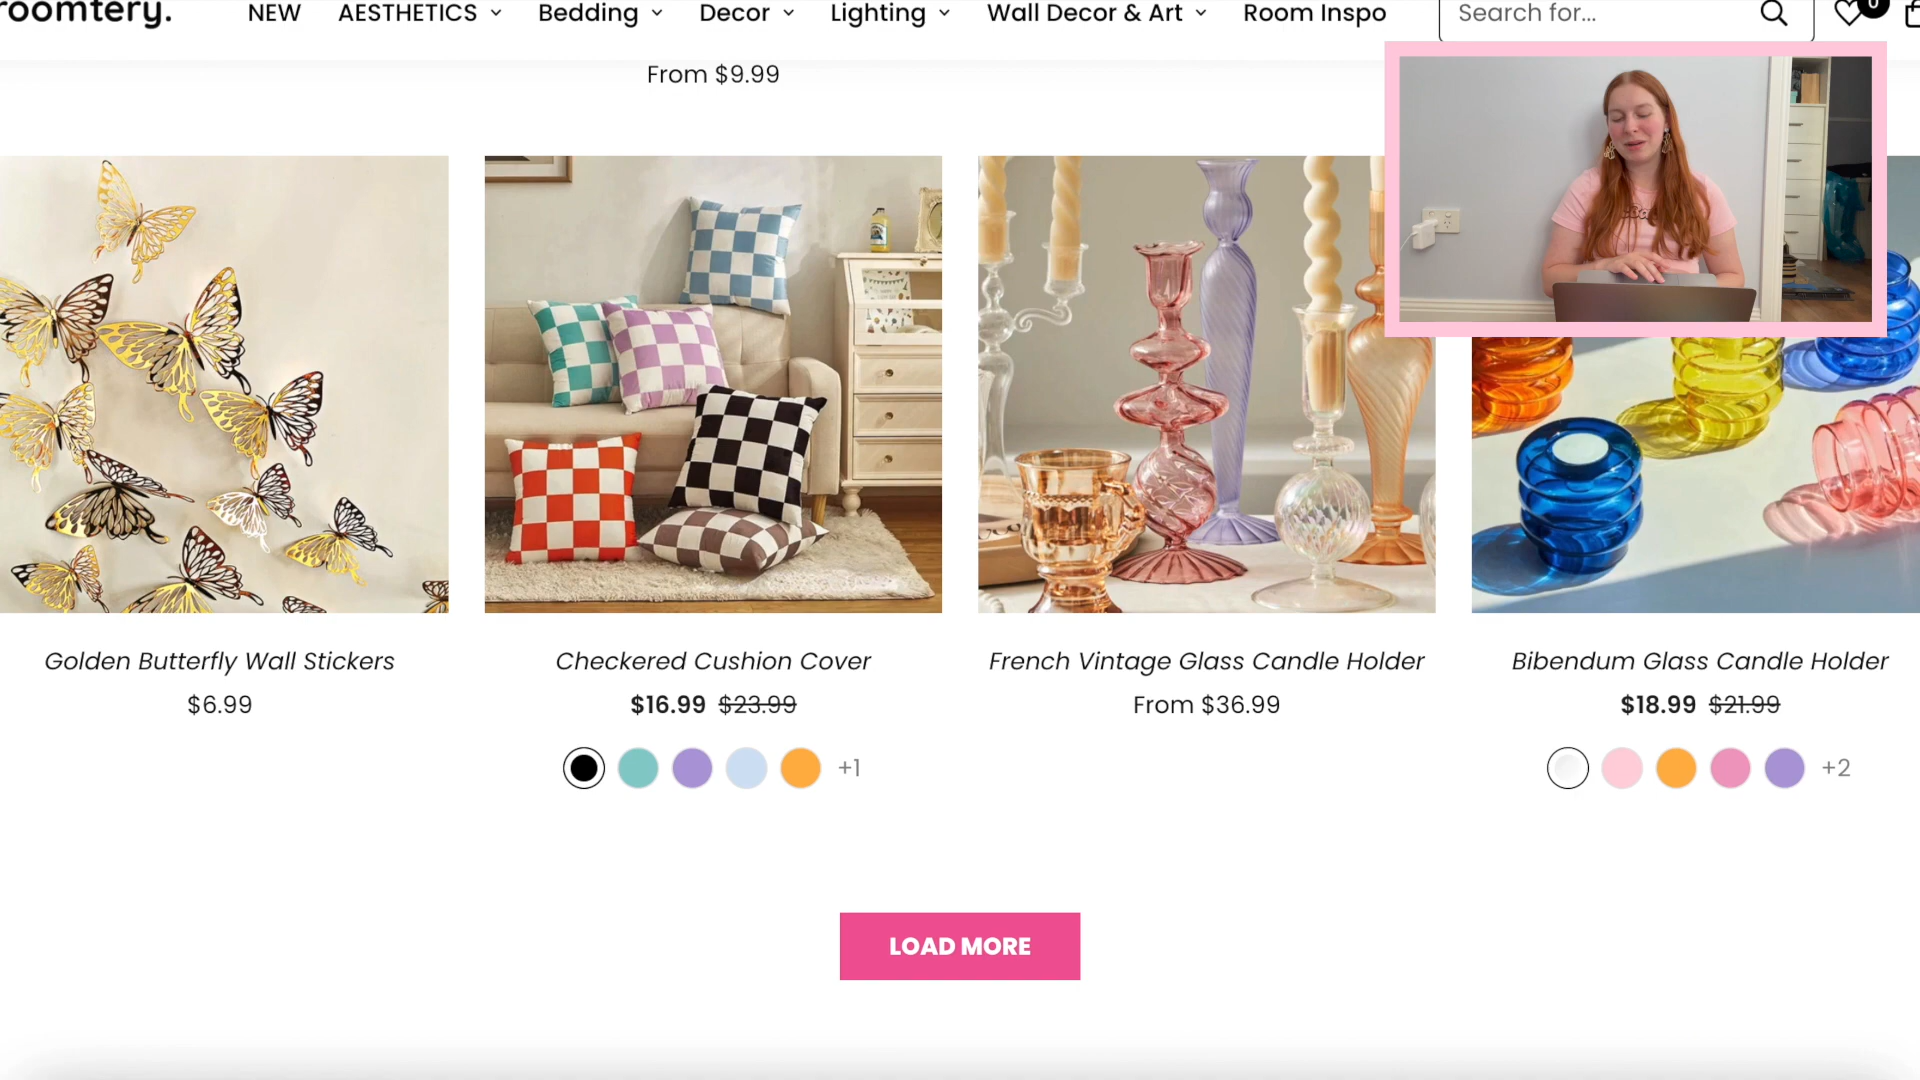 roomtery.
NEW AESTHETICS Bedding Decor Lighting Wall Decor & Art Room Inspo Search for... 0
From $9.99
Golden Butterfly Wall Stickers
$6.99
Checkered Cushion Cover
$16.99 $23.99
+1
French Vintage Glass Candle Holder
From $36.99
Bibendum Glass Candle Holder
$18.99 $21.99
+2
LOAD MORE